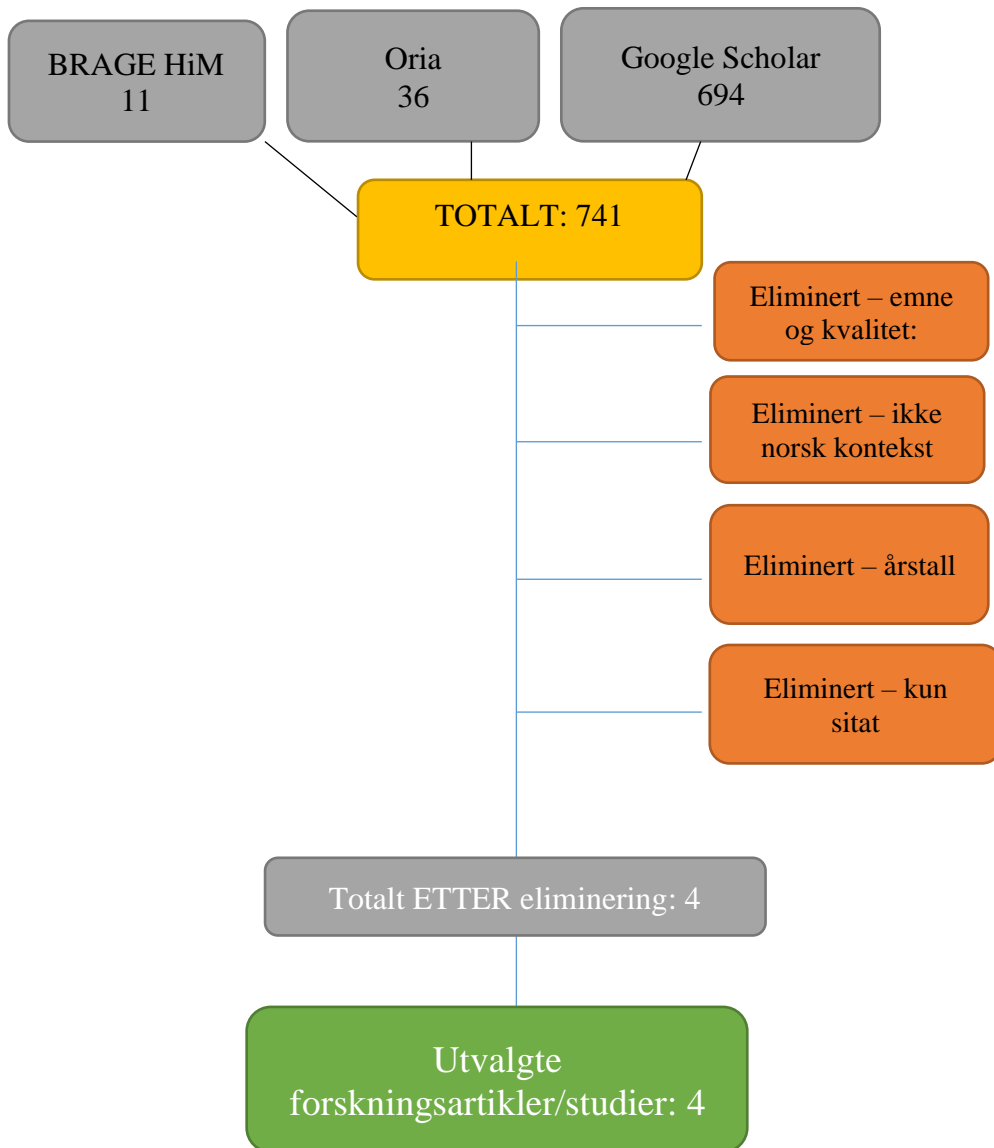 BRAGE HiM
11
Oria
36
Google Scholar
694
TOTALT: 741
Eliminert – emne
og kvalitet:
Eliminert – ikke
norsk kontekst
Eliminert – årstall
Eliminert – kun
sitat
Totalt ETTER eliminering: 4
Utvalgte
forskningsartikler/studier: 4